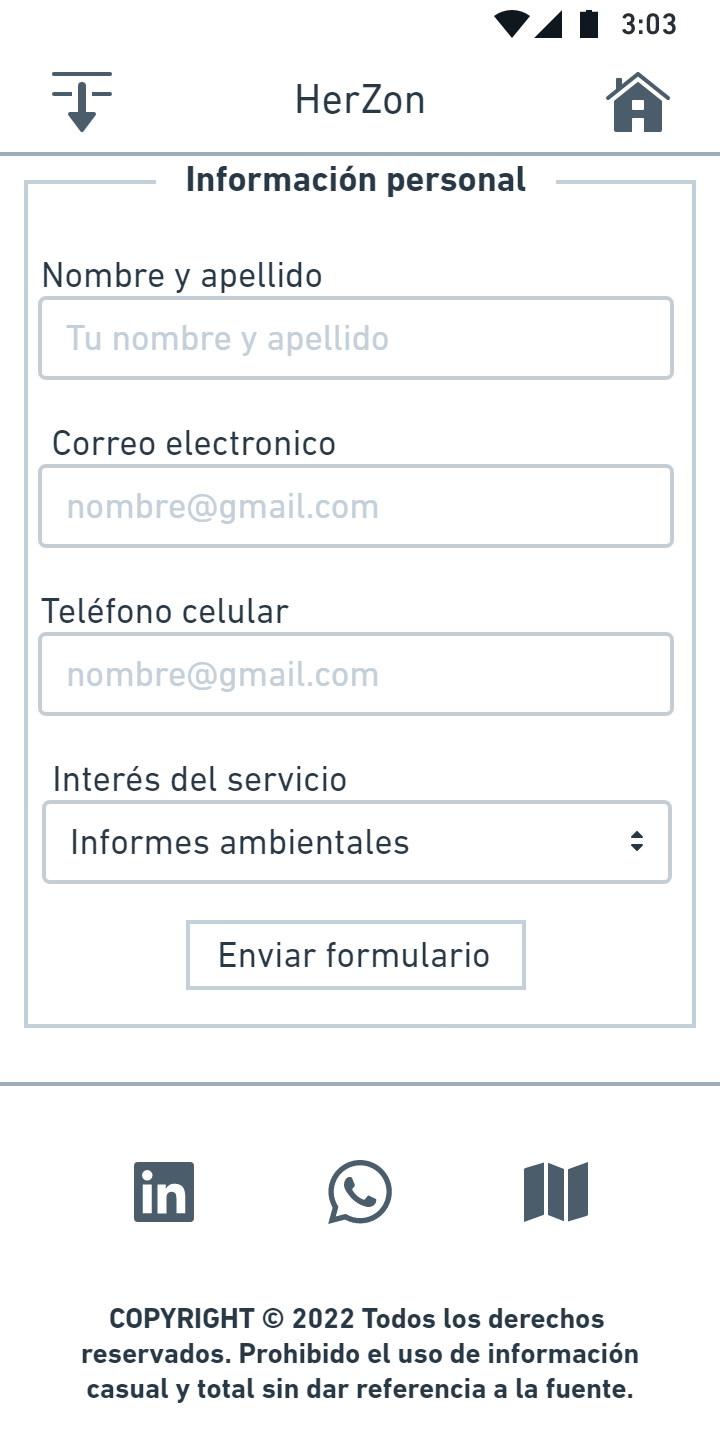 3:03
HerZon
Información personal
Nombre y apellido
Tu nombre y apellido
Correo electronico
nombre@gmail.com
Teléfono celular
nombre@gmail.com
Interés del servicio
Informes ambientales
Enviar formulario
in
COPYRIGHT © 2022 Todos los derechos
reservados. Prohibido el uso de información
casual y total sin dar referencia a la fuente.